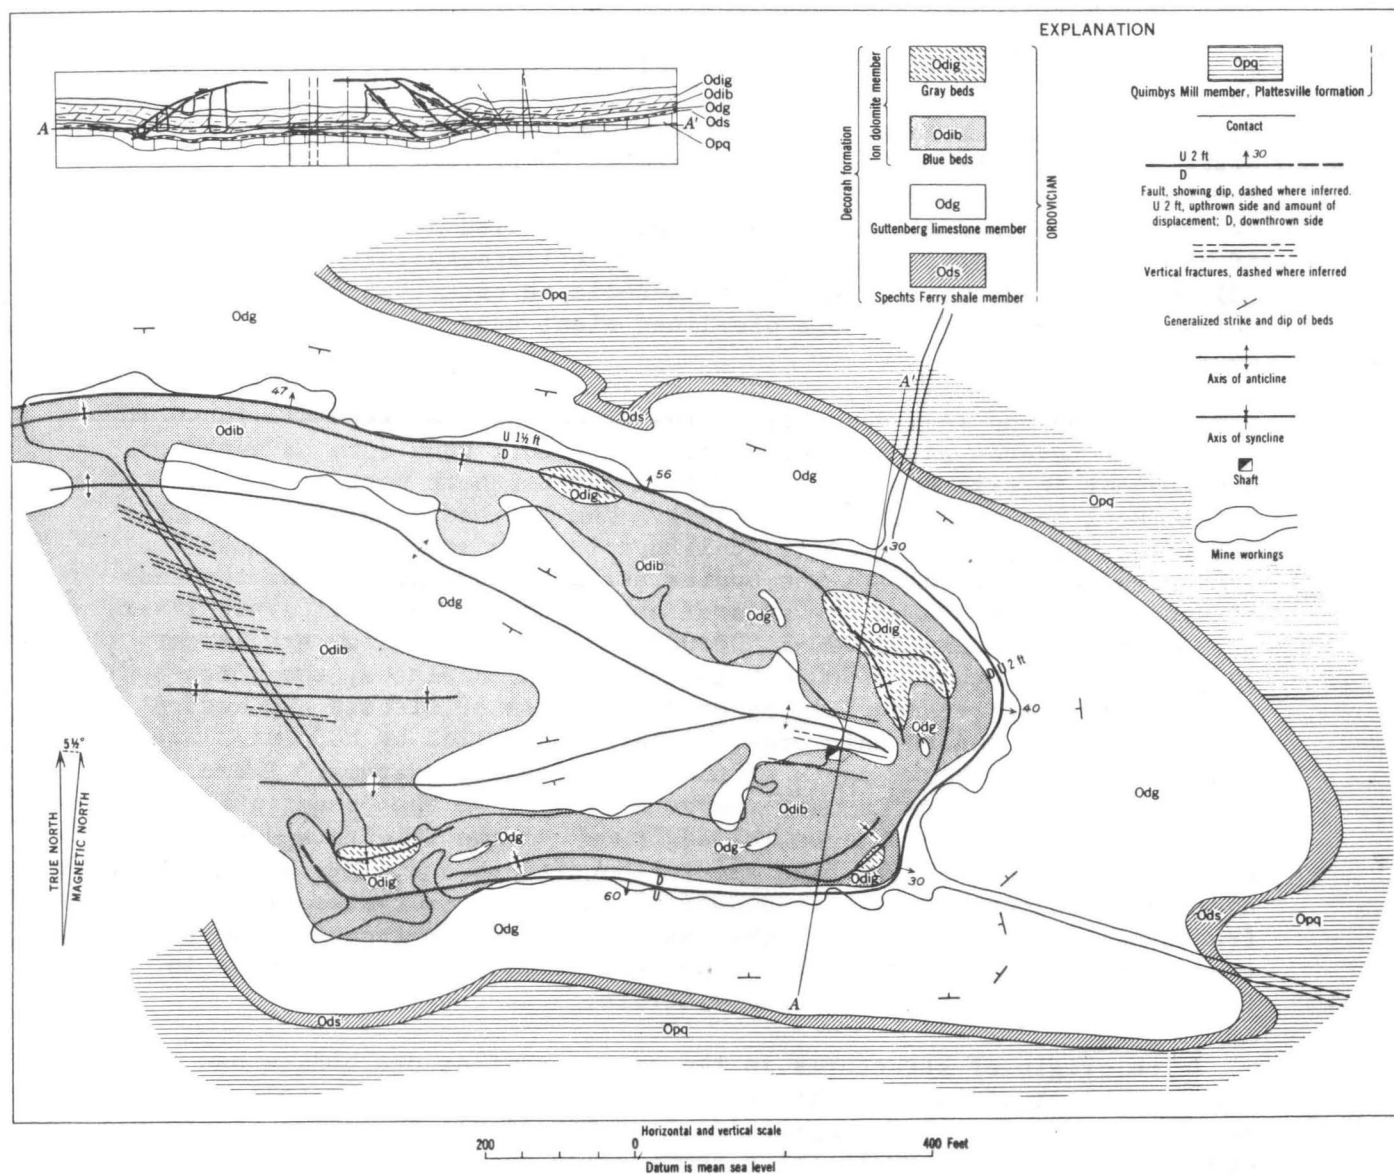 EXPLANATION
Odig
Odib
Odg
Ods
Opq
A
A'
Decorah formation
Ion dolomite member
Odig
Gray beds
Odib
Blue beds
Odg
Guttenberg limestone member
Ods
Spechts Ferry shale member
ORDOVICIAN
Opq
Quimbys Mill member, Plattesville formation
Contact
U 2 ft
30
D
Fault, showing dip, dashed where inferred.
U 2 ft, upthrown side and amount of
displacement; D, downthrown side
Vertical fractures, dashed where inferred
Generalized strike and dip of beds
Axis of anticline
Axis of syncline
Shaft
Mine workings
Opq
Odg
A'
47
Ods
Odib
U 1½ ft
D
Odg
56
Opq
Odig
30
Odib
Odg
Odg
Odig
Odib
D U 2 ft
40
Odg
5½°
TRUE NORTH
MAGNETIC NORTH
Odg
Odib
Odg
Odg
Odig
Odig
30
60
D
U
Odg
Ods
Opq
A
Ods
Opq
Horizontal and vertical scale
200
0
400 Feet
Datum is mean sea level